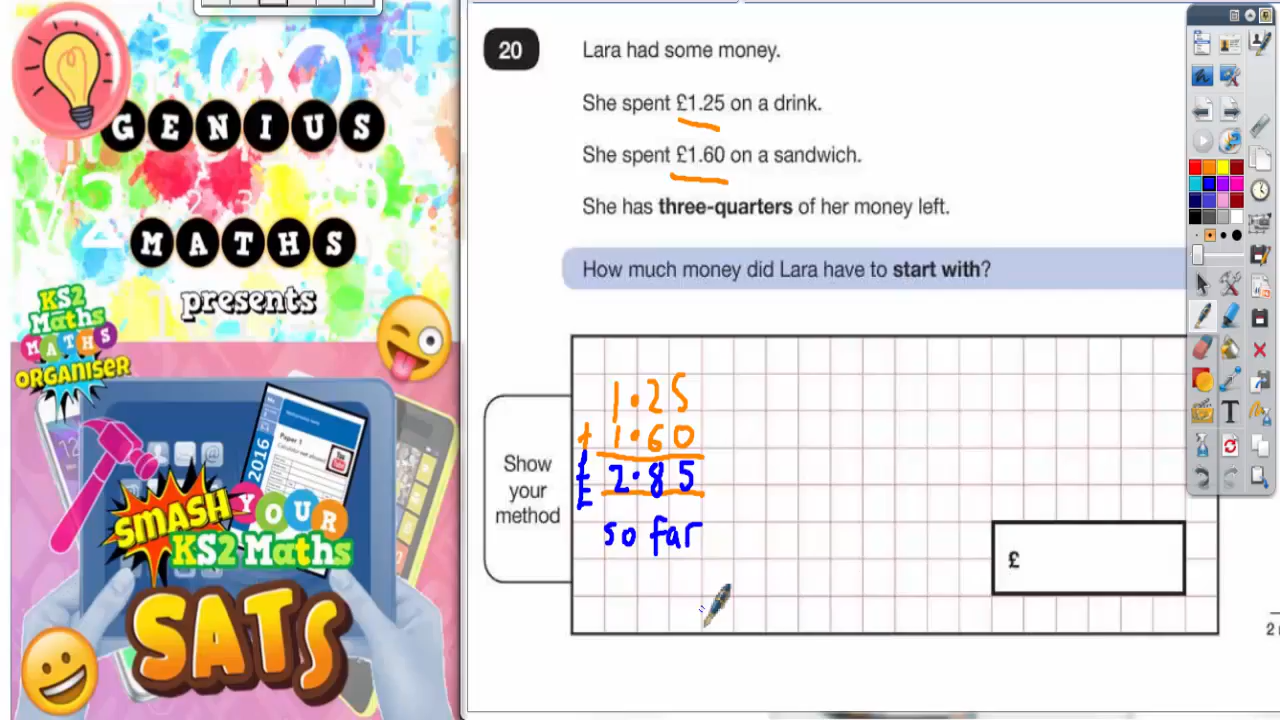 GENIUS
MATHS
presents
KS2
Maths
MATHS
ORGANISER
2016
Paper 1
SMASH YOUR
KS2 Maths
SATS
20
Lara had some money.
She spent £1.25 on a drink.
She spent £1.60 on a sandwich.
She has three-quarters of her money left.
How much money did Lara have to start with?
Show
your
method
1.25
+ 1.60
£ 2.85
so far
£